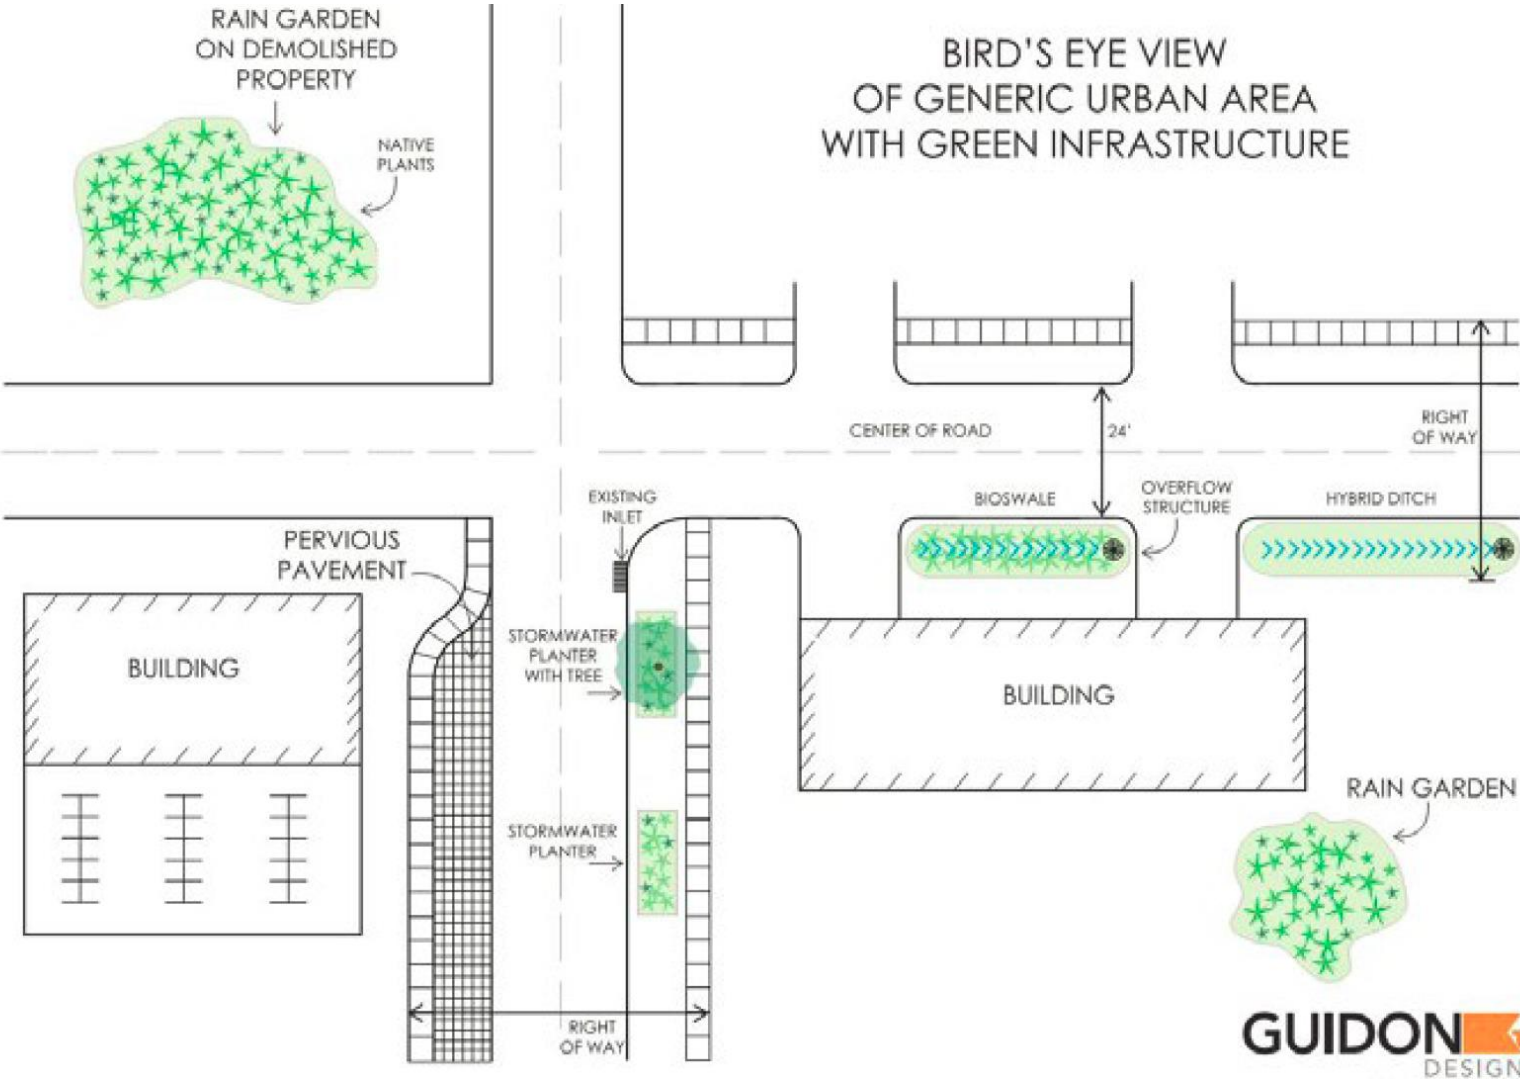 RAIN GARDEN
ON DEMOLISHED
PROPERTY
NATIVE
PLANTS
BIRD'S EYE VIEW
OF GENERIC URBAN AREA
WITH GREEN INFRASTRUCTURE
CENTER OF ROAD
24'
RIGHT
OF WAY
EXISTING
INLET
BIOSWALE
OVERFLOW
STRUCTURE
HYBRID DITCH
PERVIOUS
PAVEMENT
STORMWATER
PLANTER
WITH TREE
BUILDING
BUILDING
RAIN GARDEN
STORMWATER
PLANTER
RIGHT
OF WAY
GUIDON
DESIGN